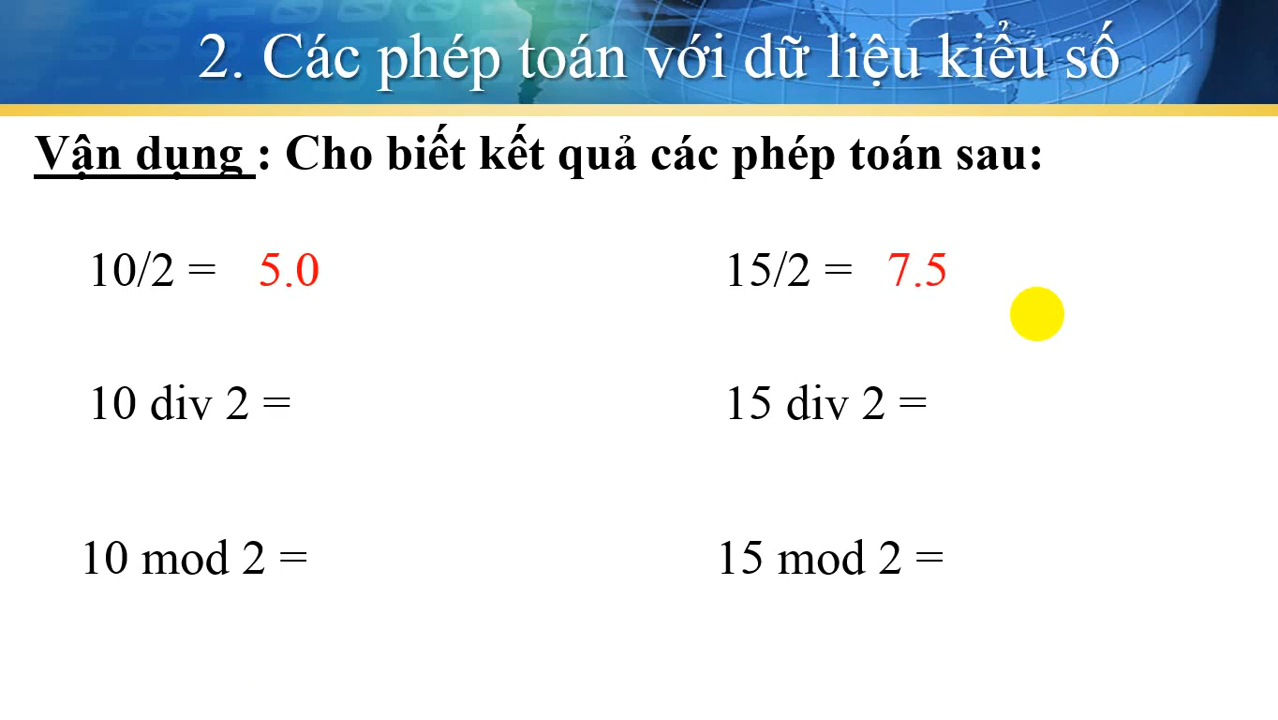 2. Các phép toán với dữ liệu kiểu số
Vận dụng : Cho biết kết quả các phép toán sau:
10/2 = 5.0
15/2 = 7.5
10 div 2 =
15 div 2 =
10 mod 2 =
15 mod 2 =